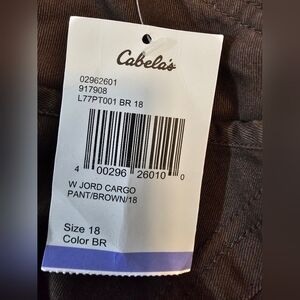 Cabela's
02962601
917908
L77PT001 BR 18
4 00296 26010 0
W JORD CARGO
PANT/BROWN/18
Size 18
Color BR